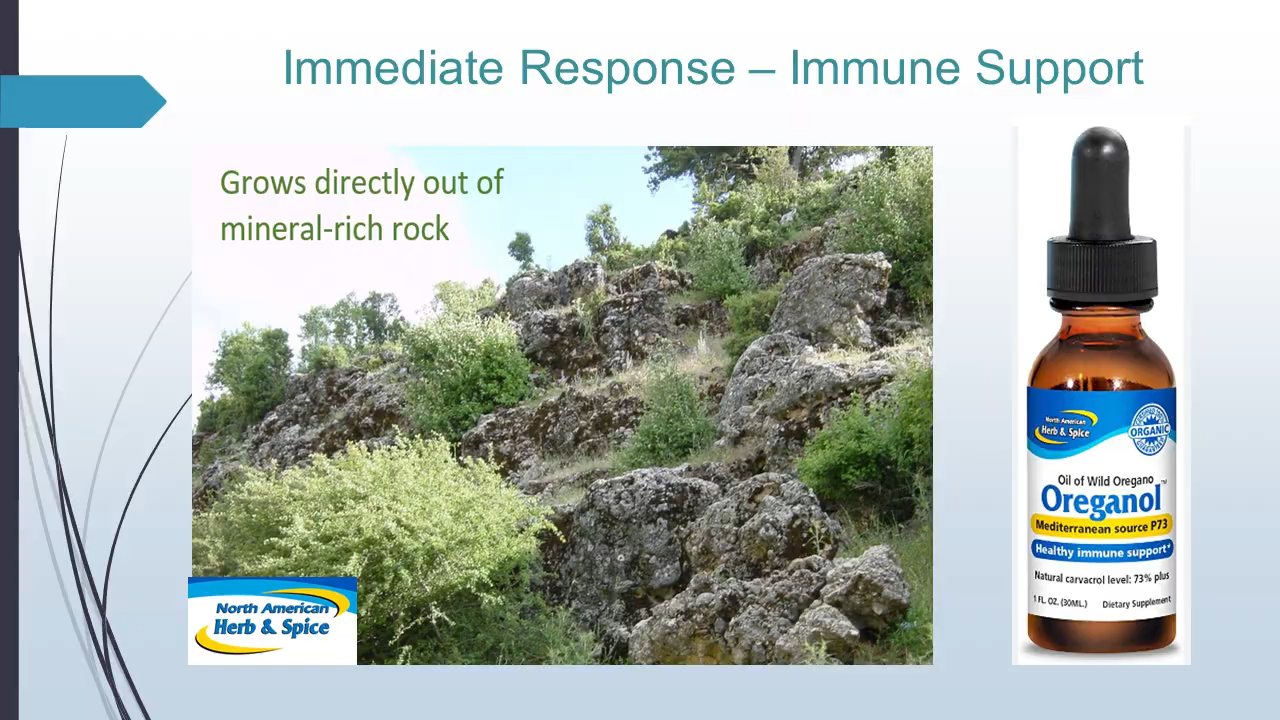 Immediate Response – Immune Support
Grows directly out of
mineral-rich rock
North American
Herb & Spice
North American
Herb & Spice
ORGANIC
Oil of Wild Oregano
Oreganol™
Mediterranean source P73
Healthy immune support*
Natural carvacrol level: 73% plus
1 FL. OZ. (30ML.) Dietary Supplement